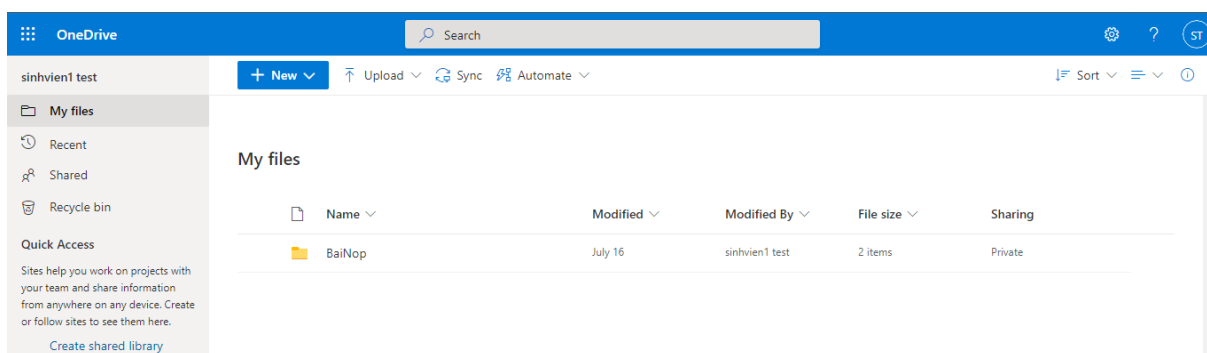 OneDrive
Search
ST
sinhvien1 test
New
Upload
Sync
Automate
Sort
My files
Recent
Shared
Recycle bin
Quick Access
Sites help you work on projects with
your team and share information
from anywhere on any device. Create
or follow sites to see them here.
Create shared library
My files
Name
Modified
Modified By
File size
Sharing
BaiNop
July 16
sinhvien1 test
2 items
Private